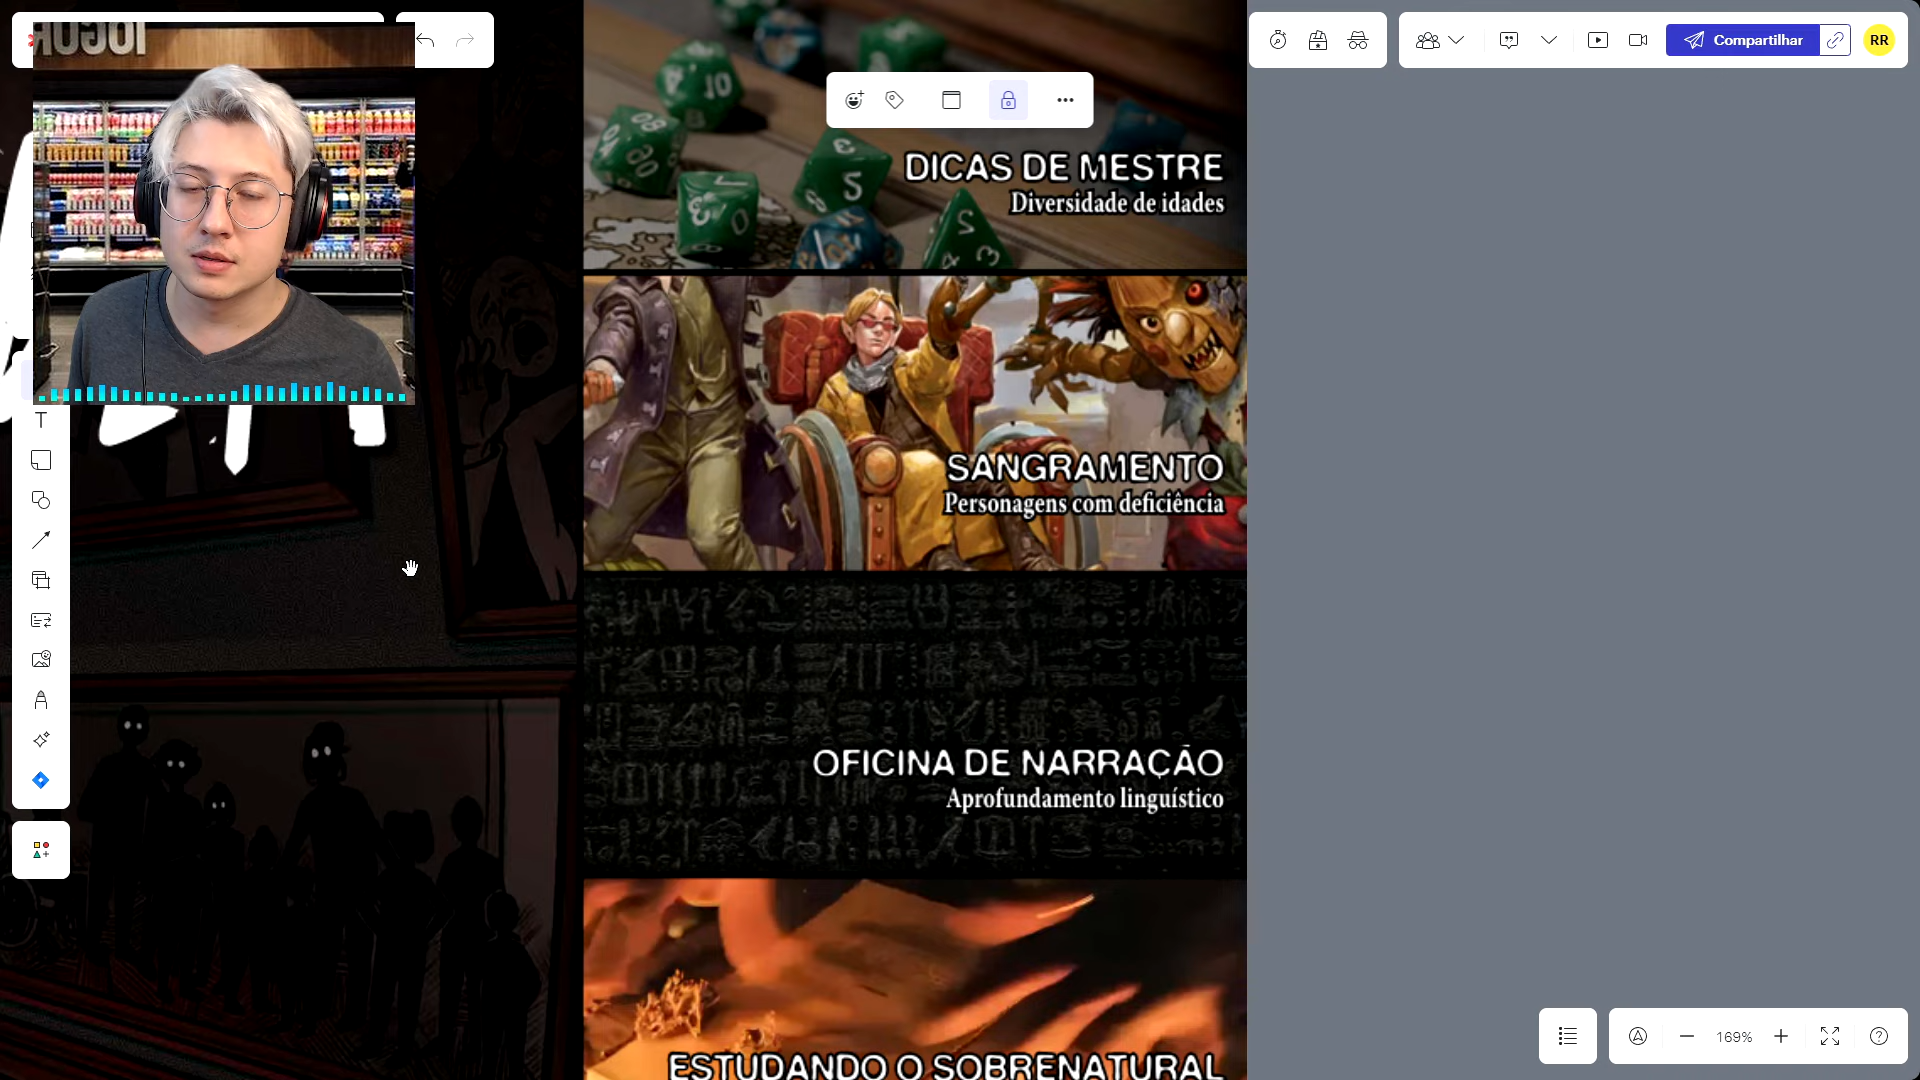 Compartilhar
RR
DICAS DE MESTRE
Diversidade de idades
SANGRAMENTO
Personagens com deficiência
OFICINA DE NARRAÇÃO
Aprofundamento linguístico
ESTUDANDO O SOBRENATURAL
169%